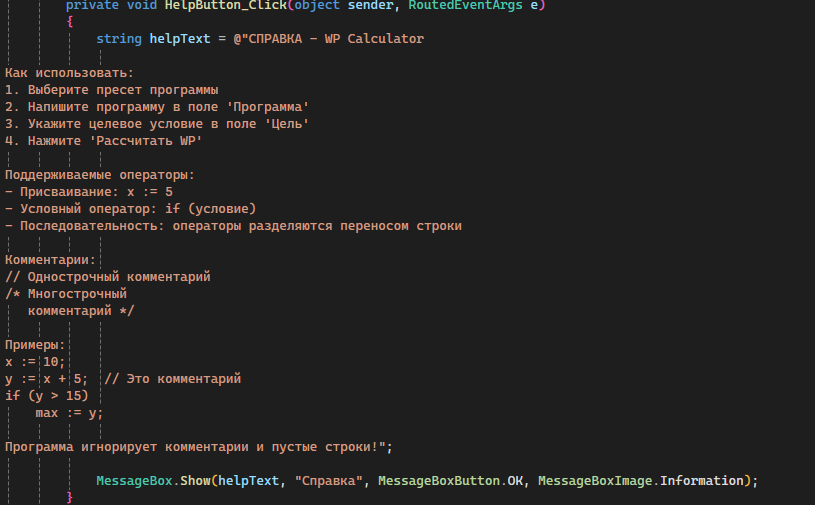 private void HelpButton_Click(object sender, RoutedEventArgs e)
{
string helpText = @"СПРАВКА - WP Calculator
Как использовать:
1. Выберите пресет программы
2. Напишите программу в поле 'Программа'
3. Укажите целевое условие в поле 'Цель'
4. Нажмите 'Рассчитать WP'
Поддерживаемые операторы:
- Присваивание: x := 5
- Условный оператор: if (условие)
- Последовательность: операторы разделяются переносом строки
Комментарии:
// Однострочный комментарий
/* Многострочный
комментарий */
Примеры:
x := 10;
y := x + 5;  // Это комментарий
if (y > 15)
max := y;
Программа игнорирует комментарии и пустые строки!";
MessageBox.Show(helpText, "Справка", MessageBoxButton.OK, MessageBoxImage.Information);
}